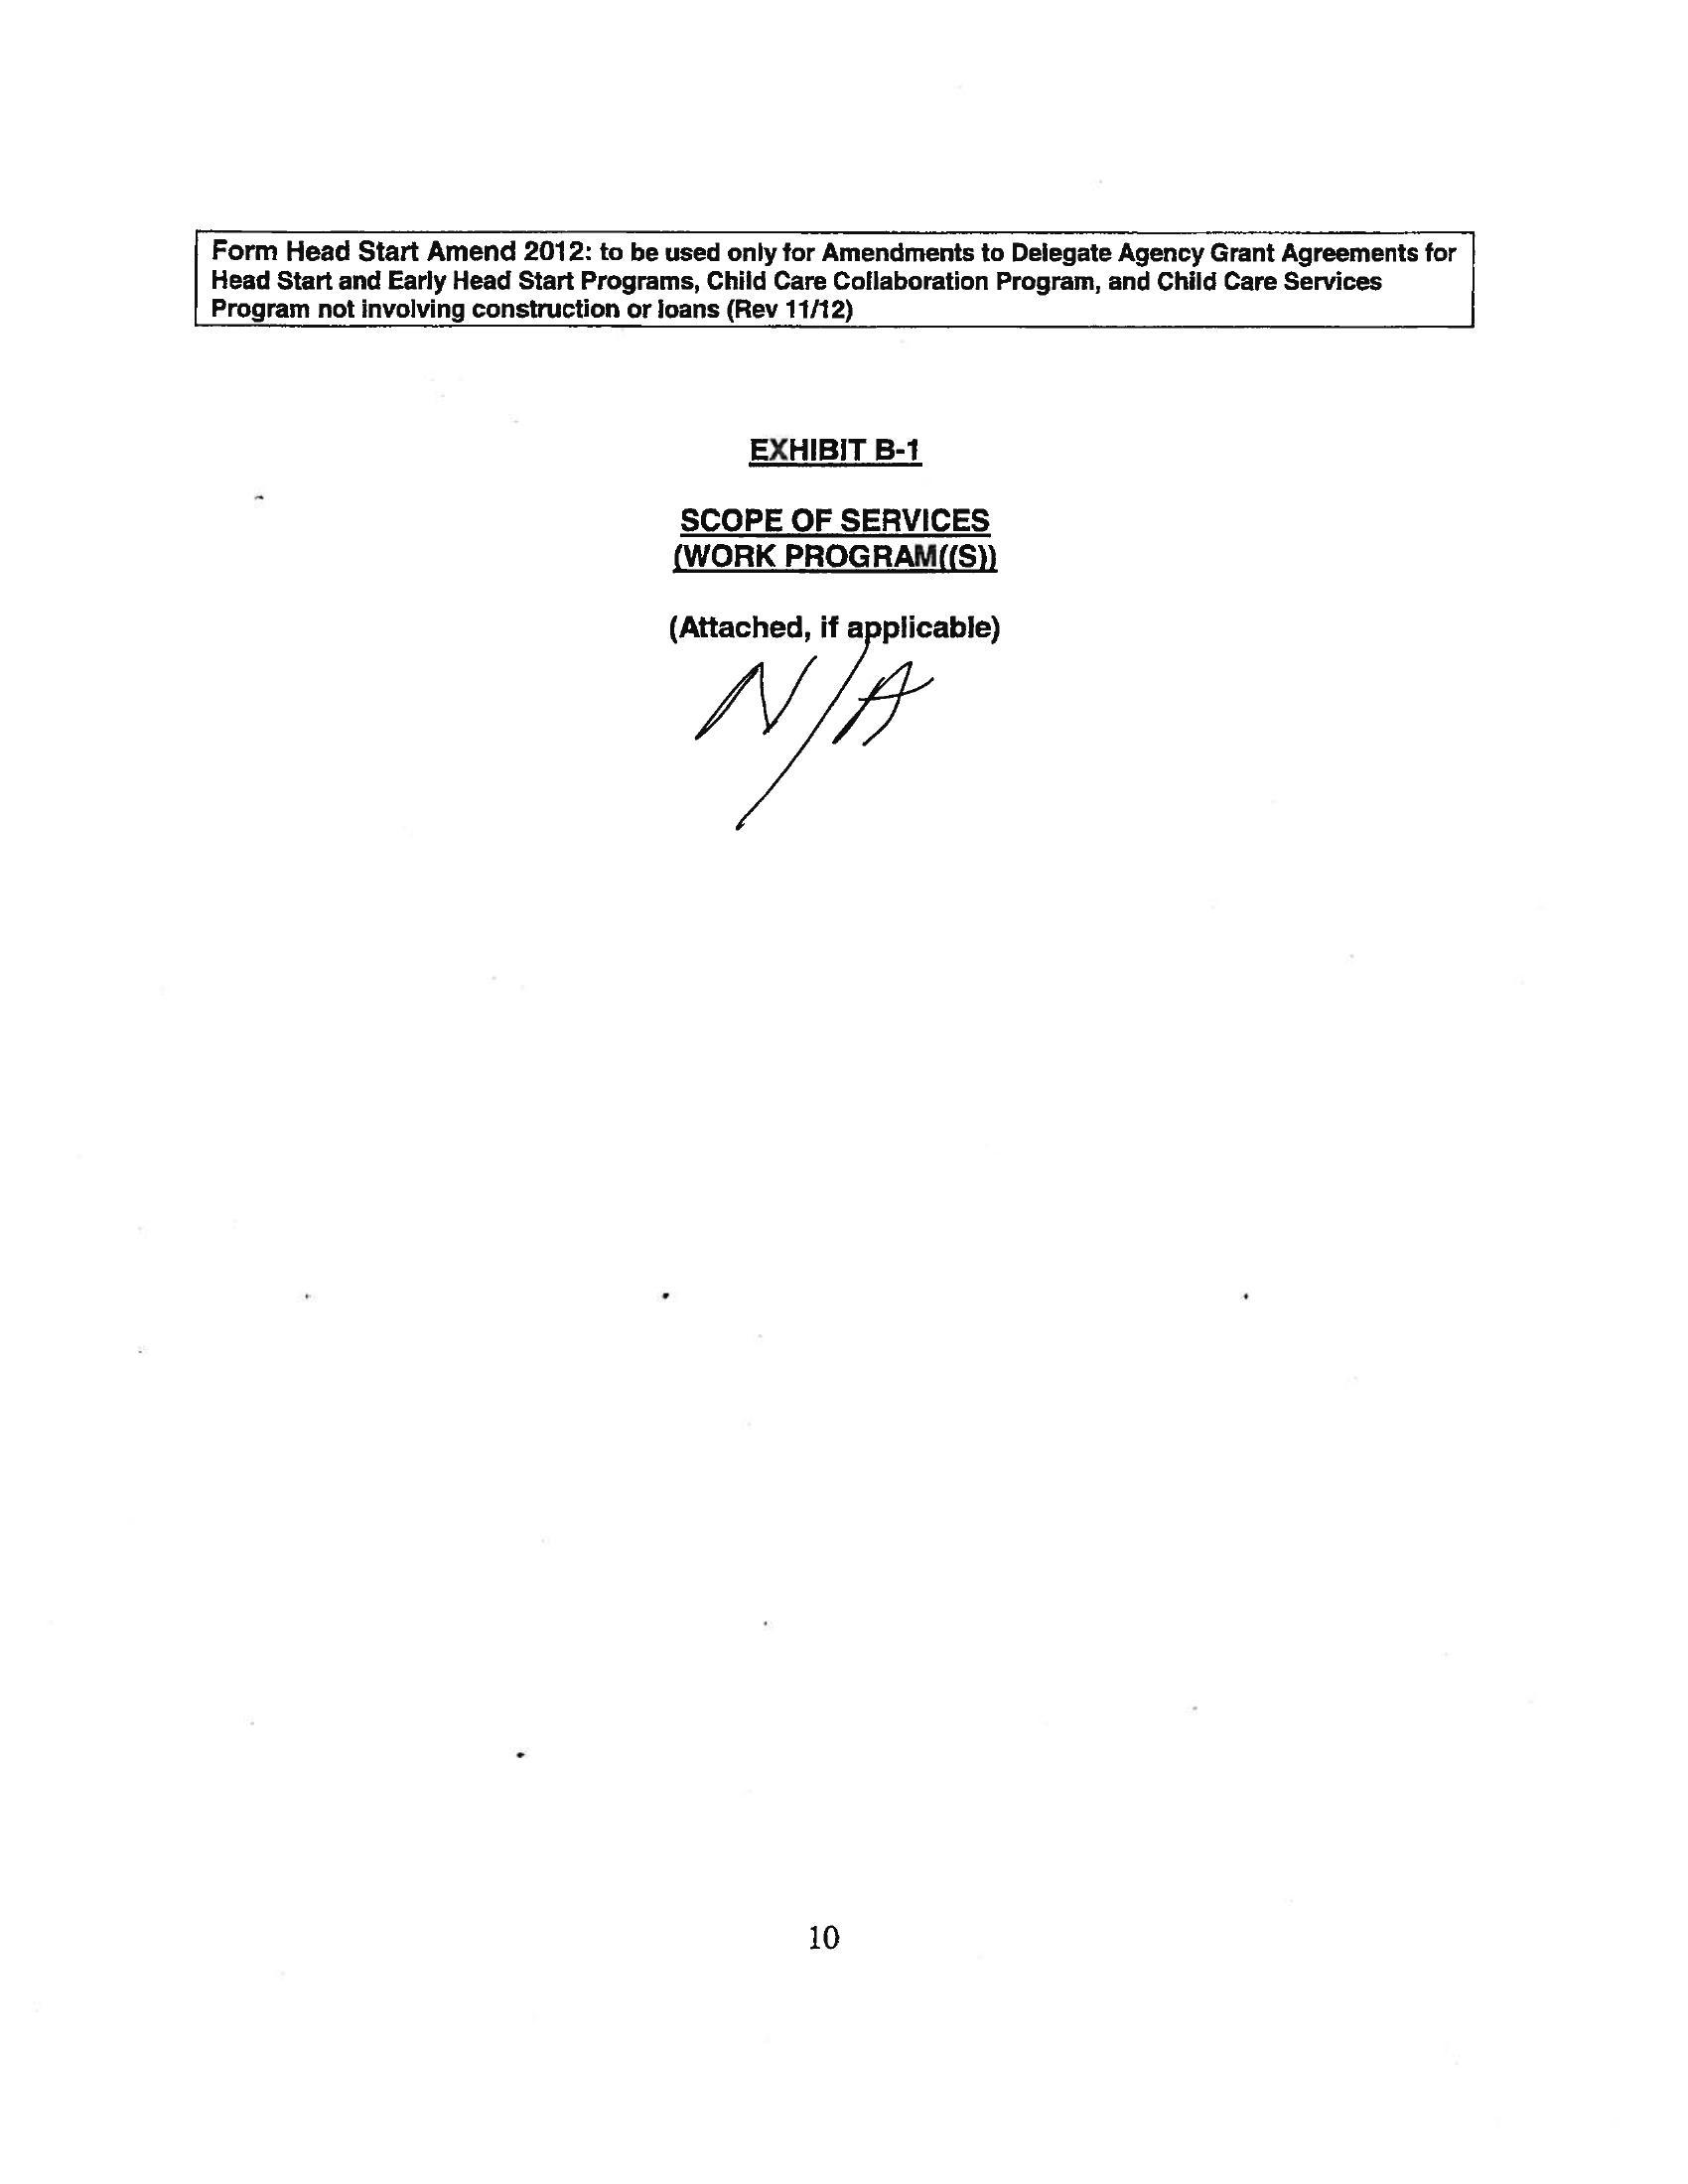 Form Head Start Amend 2012: to be used only for Amendments to Delegate Agency Grant Agreements for
Head Start and Early Head Start Programs, Child Care Collaboration Program, and Child Care Services
Program not involving construction or loans (Rev 11/12)
EXHIBIT B-1
SCOPE OF SERVICES
(WORK PROGRAM((S))
(Attached, if applicable)
N/A
10